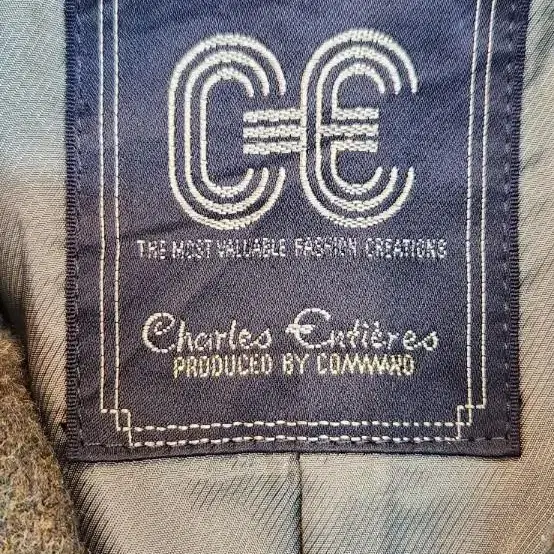 CE
THE MOST VALUABLE FASHION CREATIONS
Charles Entières
PRODUCED BY COMMAND